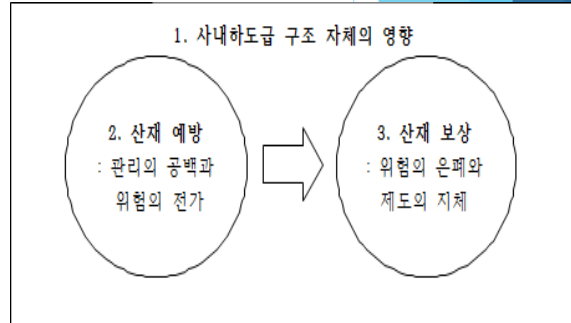 1. 사내하도급 구조 자체의 영향
2. 산재 예방
: 관리의 공백과
위험의 전가
3. 산재 보상
: 위험의 은폐와
제도의 지체